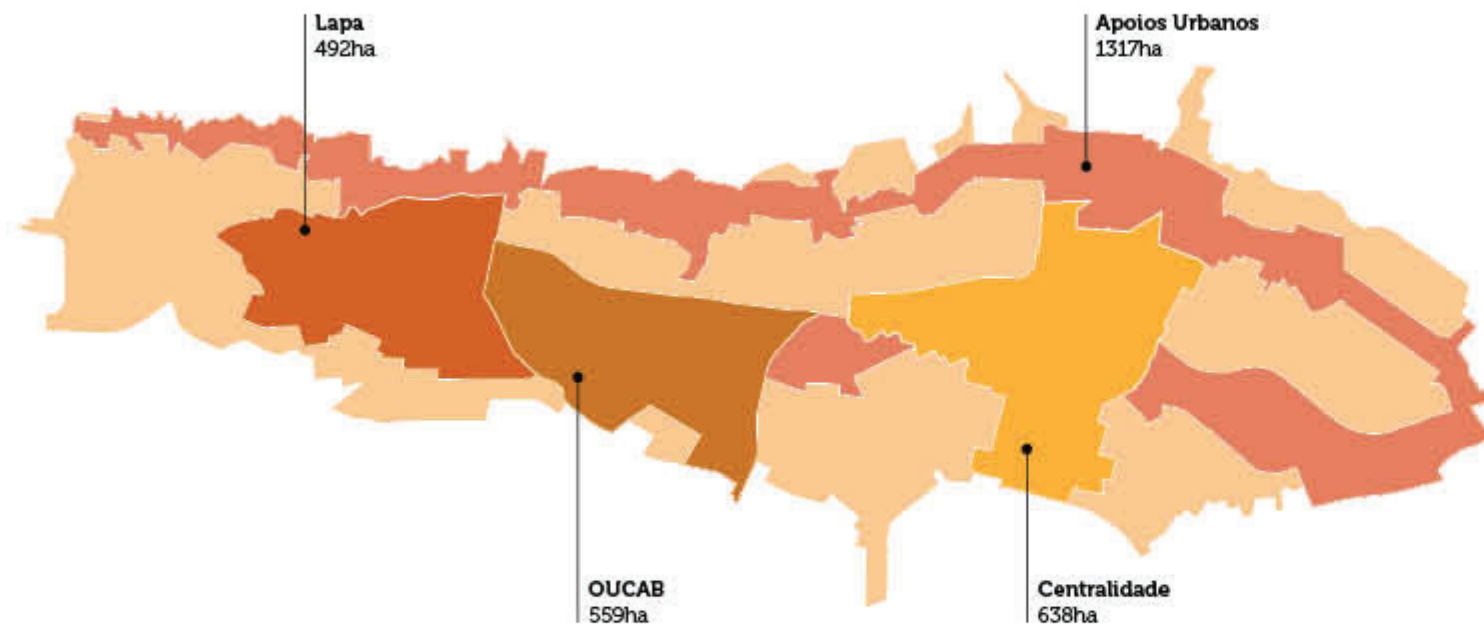 Lapa
492ha
Apoios Urbanos
1317ha
OUCAB
559ha
Centralidade
638ha